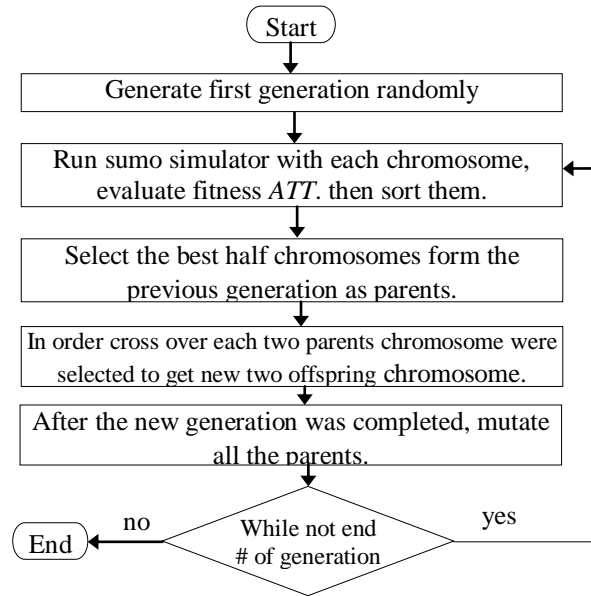 Start
Generate first generation randomly
Run sumo simulator with each chromosome,
evaluate fitness ATT. then sort them.
Select the best half chromosomes form the
previous generation as parents.
In order cross over each two parents chromosome were
selected to get new two offspring chromosome.
After the new generation was completed, mutate
all the parents.
no
yes
While not end
# of generation
End